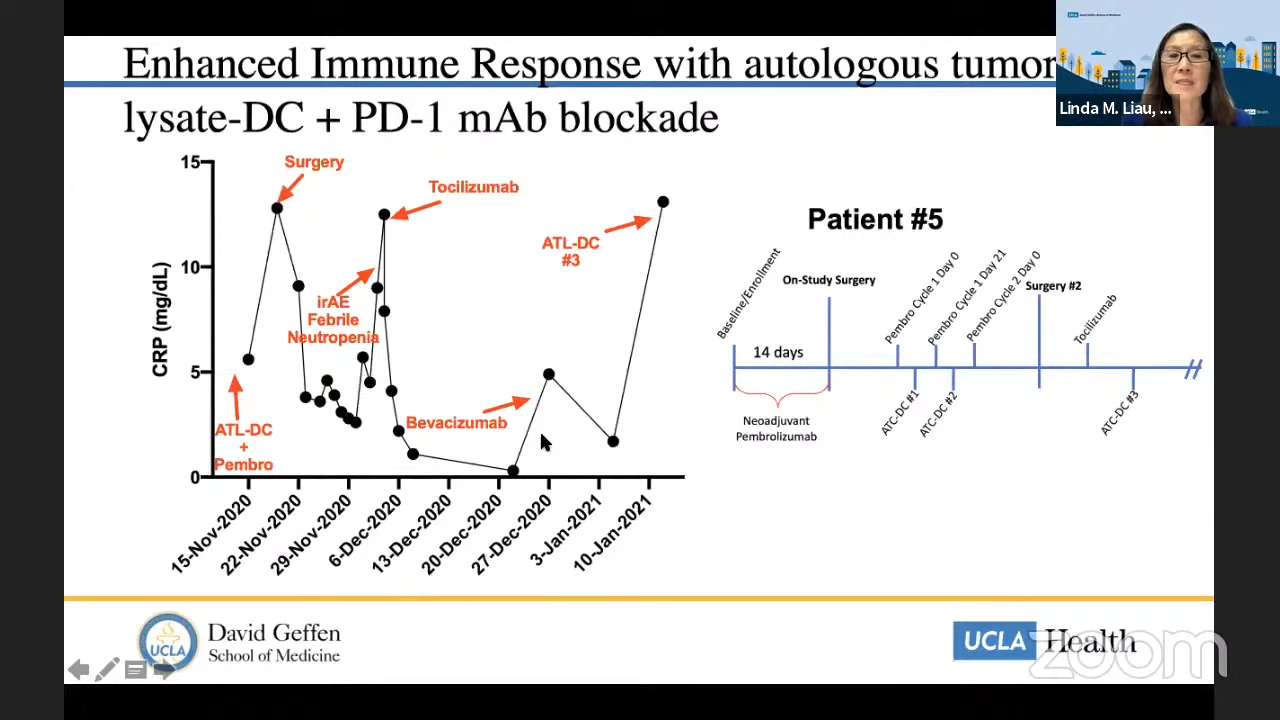 Enhanced Immune Response with autologous tumor
lysate-DC + PD-1 mAb blockade
Linda M. Liau, ...
15
10
5
0
CRP (mg/dL)
Surgery
Tocilizumab
irAE
Febrile
Neutropenia
ATL-DC
#3
Bevacizumab
ATL-DC
+
Pembro
15-Nov-2020
22-Nov-2020
29-Nov-2020
6-Dec-2020
13-Dec-2020
20-Dec-2020
27-Dec-2020
3-Jan-2021
10-Jan-2021
Patient #5
Baseline/Enrollment
On-Study Surgery
Pembro Cycle 1 Day 0
Pembro Cycle 1 Day 21
Pembro Cycle 2 Day 0
Surgery #2
Tocilizumab
14 days
Neoadjuvant
Pembrolizumab
ATC-DC #1
ATC-DC #2
ATC-DC #3
UCLA
David Geffen
School of Medicine
UCLA Health
zoom